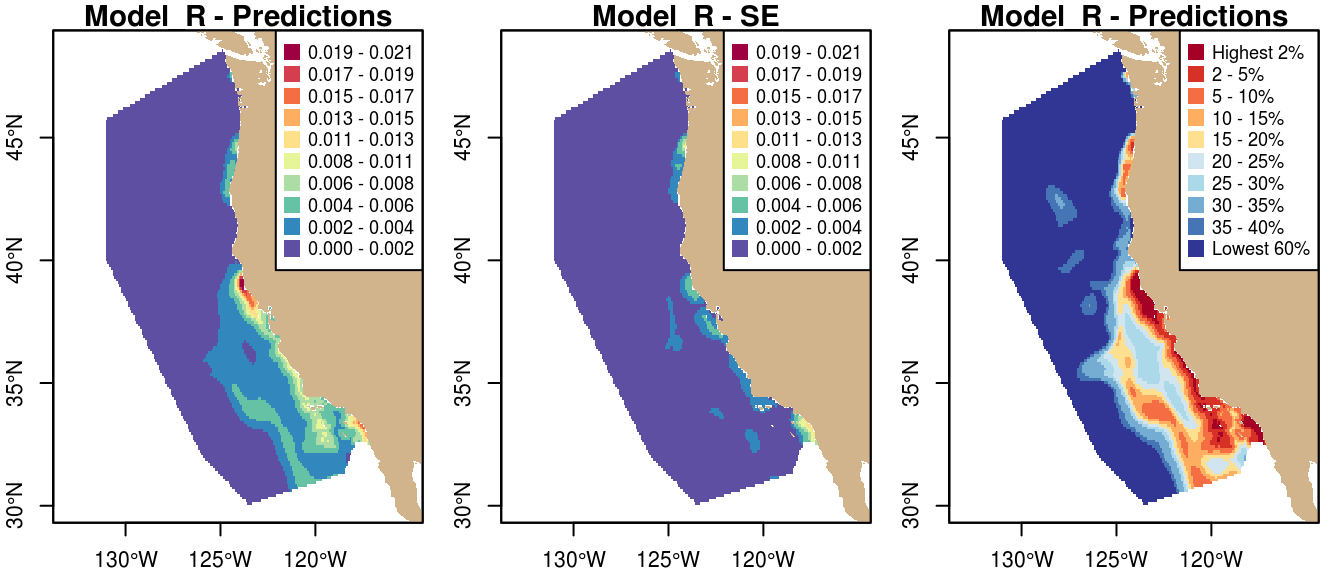 Model R - Predictions
0.019 - 0.021
0.017 - 0.019
0.015 - 0.017
0.013 - 0.015
0.011 - 0.013
0.008 - 0.011
0.006 - 0.008
0.004 - 0.006
0.002 - 0.004
0.000 - 0.002
45°N
40°N
35°N
30°N
130°W 125°W 120°W
Model R - SE
0.019 - 0.021
0.017 - 0.019
0.015 - 0.017
0.013 - 0.015
0.011 - 0.013
0.008 - 0.011
0.006 - 0.008
0.004 - 0.006
0.002 - 0.004
0.000 - 0.002
45°N
40°N
35°N
30°N
130°W 125°W 120°W
Model R - Predictions
Highest 2%
2 - 5%
5 - 10%
10 - 15%
15 - 20%
20 - 25%
25 - 30%
30 - 35%
35 - 40%
Lowest 60%
45°N
40°N
35°N
30°N
130°W 125°W 120°W